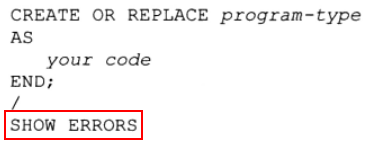 CREATE OR REPLACE program-type
AS
your code
END;
/
SHOW ERRORS